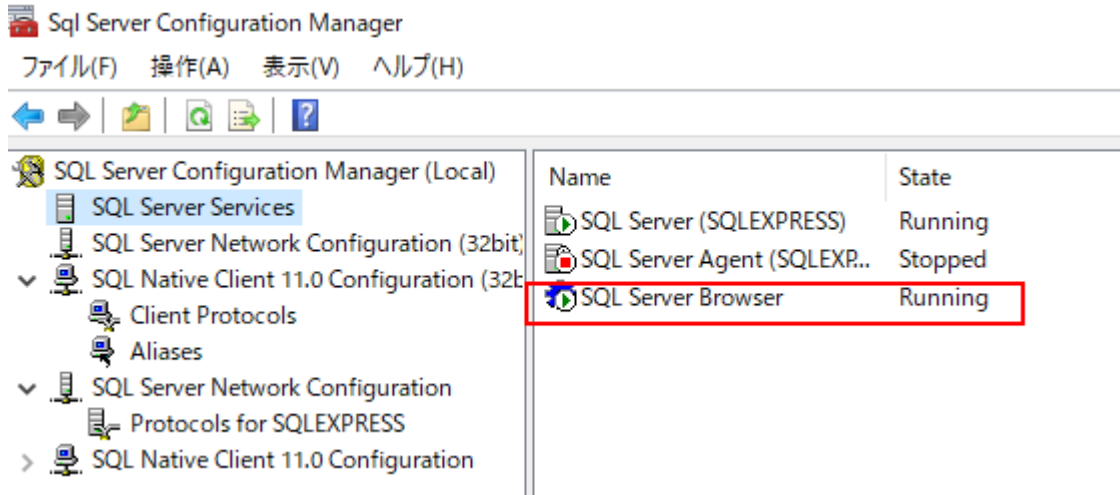 Sql Server Configuration Manager
ファイル(F) 操作(A) 表示(V) ヘルプ(H)
SQL Server Configuration Manager (Local)
SQL Server Services
SQL Server Network Configuration (32bit)
SQL Native Client 11.0 Configuration (32b
Client Protocols
Aliases
SQL Server Network Configuration
Protocols for SQLEXPRESS
SQL Native Client 11.0 Configuration
Name State
SQL Server (SQLEXPRESS) Running
SQL Server Agent (SQLEXP... Stopped
SQL Server Browser Running